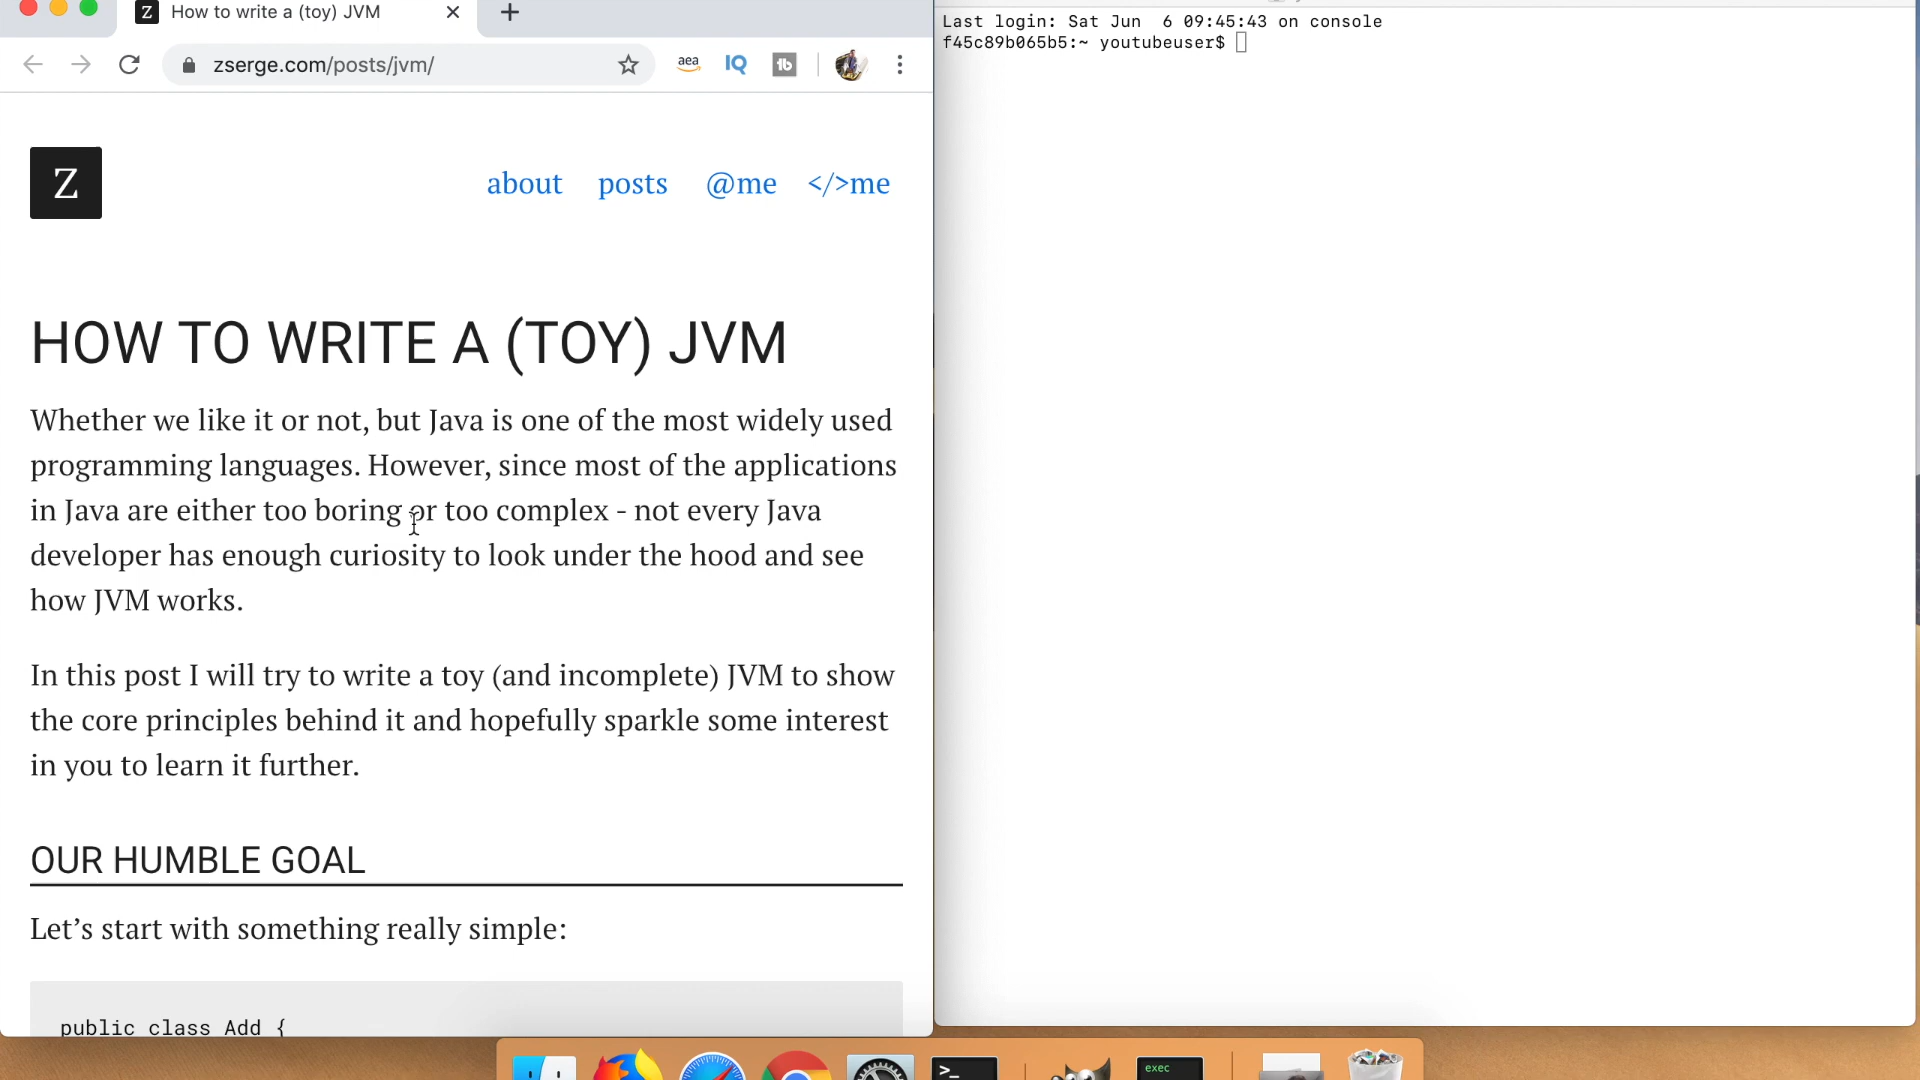 Z How to write a (toy) JVM
zserge.com/posts/jvm/
aea IQ tb
Z
about posts @me </>me
HOW TO WRITE A (TOY) JVM
Whether we like it or not, but Java is one of the most widely used
programming languages. However, since most of the applications
in Java are either too boring or too complex - not every Java
developer has enough curiosity to look under the hood and see
how JVM works.
In this post I will try to write a toy (and incomplete) JVM to show
the core principles behind it and hopefully sparkle some interest
in you to learn it further.
OUR HUMBLE GOAL
Let’s start with something really simple:
public class Add {
Last login: Sat Jun  6 09:45:43 on console
f45c89b065b5:~ youtubeuser$
>_
exec